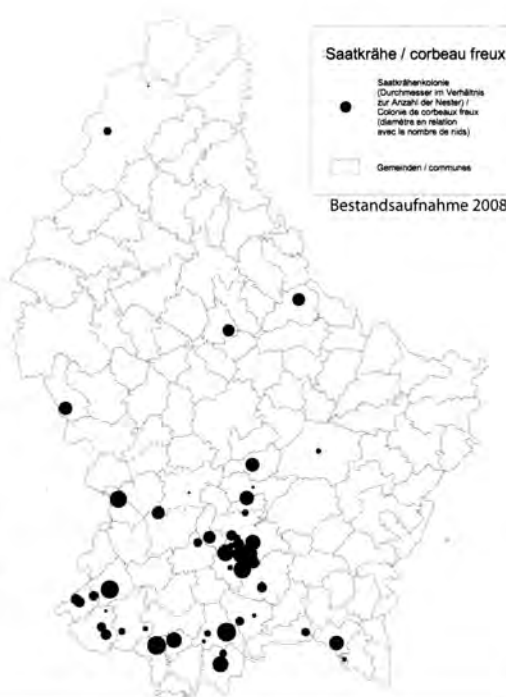 Saatkrähe / corbeau freux
Saatkrähenkolonie
(Durchmesser im Verhältnis
zur Anzahl der Nester) /
Colonie de corbeaux freux
(diamètre en relation
avec le nombre de nids)
Gemeinden / communes
Bestandsaufnahme 2008